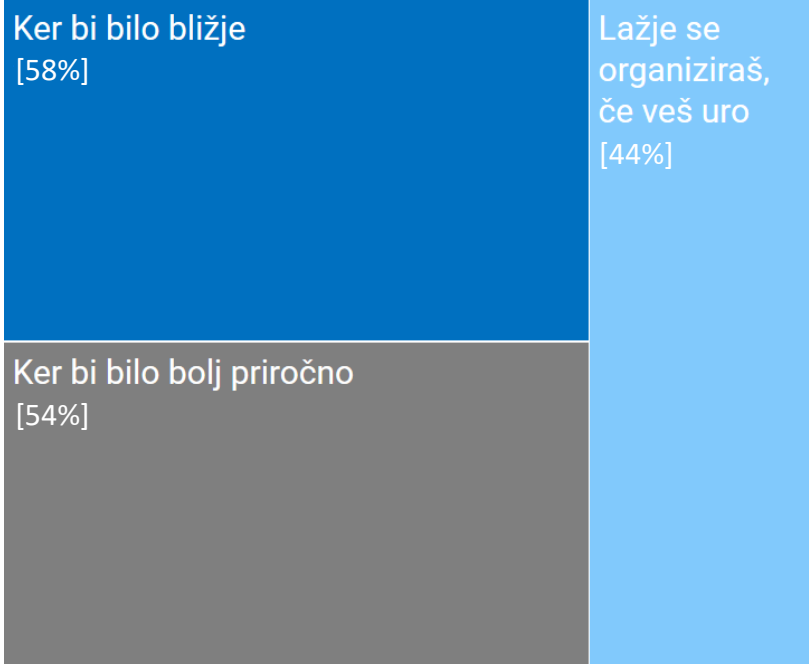 Ker bi bilo bližje
[58%]
Ker bi bilo bolj priročno
[54%]
Lažje se
organiziraš,
če veš uro
[44%]